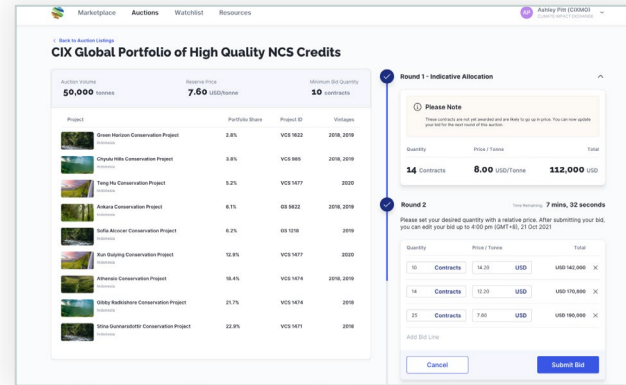 Marketplace Auctions Watchlist Resources
AP Ashley Pitt (CIXMO)
CLIMATE IMPACT EXCHANGE
< Back to Auction Listings
CIX Global Portfolio of High Quality NCS Credits
Auction Volume Reserve Price Minimum Bid Quantity
50,000 tonnes 7.60 USD/tonne 10 contracts
Project Portfolio Share Project ID Vintages
Green Horizon Conservation Project 2.8% VCS 1622 2018, 2019
Indonesia
Chyulu Hills Conservation Project 3.8% VCS 985 2018, 2019
Indonesia
Teng Hu Conservation Project 5.2% VCS 1477 2020
Indonesia
Ankara Conservation Project 6.1% GS 5622 2018, 2019
Indonesia
Sofia Alcocar Conservation Project 6.2% GS 1218 2019
Indonesia
Xun Guiying Conservation Project 12.9% VCS 1477 2020
Indonesia
Athensio Conservation Project 18.4% VCS 1474 2018, 2019
Indonesia
Gibby Radkishore Conservation Project 21.7% VCS 1474 2018
Indonesia
Stina Gunnarsdottr Conservation Project 22.9% VCS 1471 2018
Indonesia
Round 1 - Indicative Allocation
Please Note
These contracts are not yet awarded and are likely to go up in price. You can now update
your bid for the next round of this auction.
Quantity Price / Tonne Total
14 Contracts 8.00 USD/Tonne 112,000 USD
Round 2 Time Remaining: 7 mins, 32 seconds
Please set your desired quantity with a relative price. After submitting your bid,
you can edit your bid up to 4:00 pm (GMT+8), 21 Oct 2021
Quantity Price / Tonne Total
10 Contracts 14.20 USD USD 142,000 ×
14 Contracts 12.20 USD USD 170,800 ×
25 Contracts 7.60 USD USD 190,000 ×
Add Bid Line
Cancel Submit Bid